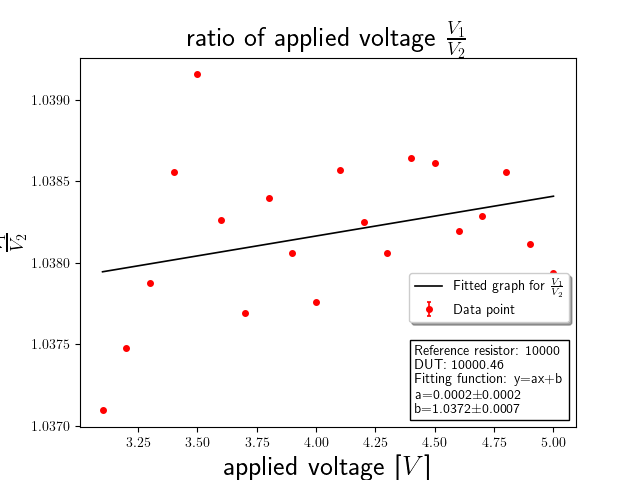 ratio of applied voltage V₁/V₂
1.0390
1.0385
1.0380
1.0375
1.0370
V₁/V₂
Fitted graph for V₁/V₂
Data point
Reference resistor: 10000
DUT: 10000.46
Fitting function: y=ax+b
a=0.0002±0.0002
b=1.0372±0.0007
3.25 3.50 3.75 4.00 4.25 4.50 4.75 5.00
applied voltage [V]